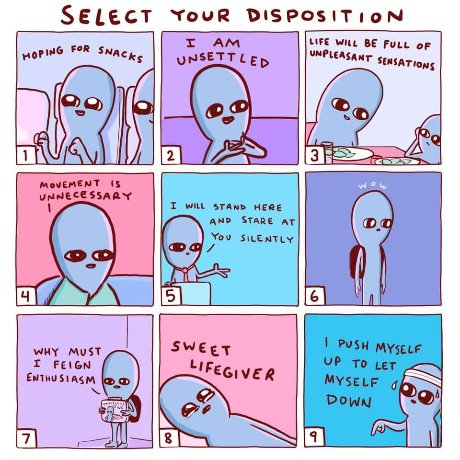 SELECT YOUR DISPOSITION
HOPING FOR SNACKS
1
I AM
UNSETTLED
2
LIFE WILL BE FULL OF
UNPLEASANT SENSATIONS
3
MOVEMENT IS
UNNECESSARY
4
I WILL STAND HERE
AND STARE AT
YOU SILENTLY
5
WOW
6
WHY MUST
I FEIGN
ENTHUSIASM
7
SWEET
LIFEGIVER
8
I PUSH MYSELF
UP TO LET
MYSELF
DOWN
9